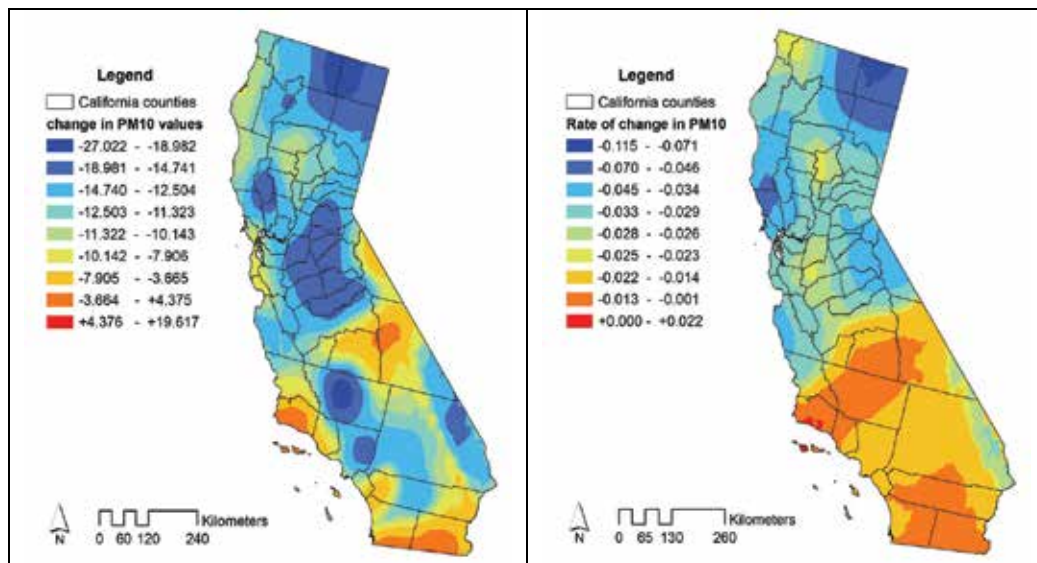 Legend
California counties
change in PM10 values
-27.022 - -18.982
-18.981 - -14.741
-14.740 - -12.504
-12.503 - -11.323
-11.322 - -10.143
-10.142 - -7.906
-7.905 - -3.665
-3.664 - +4.375
+4.376 - +19.617
N
Kilometers
0 60 120 240
Legend
California counties
Rate of change in PM10
-0.115 - -0.071
-0.070 - -0.046
-0.045 - -0.034
-0.033 - -0.029
-0.028 - -0.026
-0.025 - -0.023
-0.022 - -0.014
-0.013 - -0.001
+0.000 - +0.022
N
Kilometers
0 65 130 260